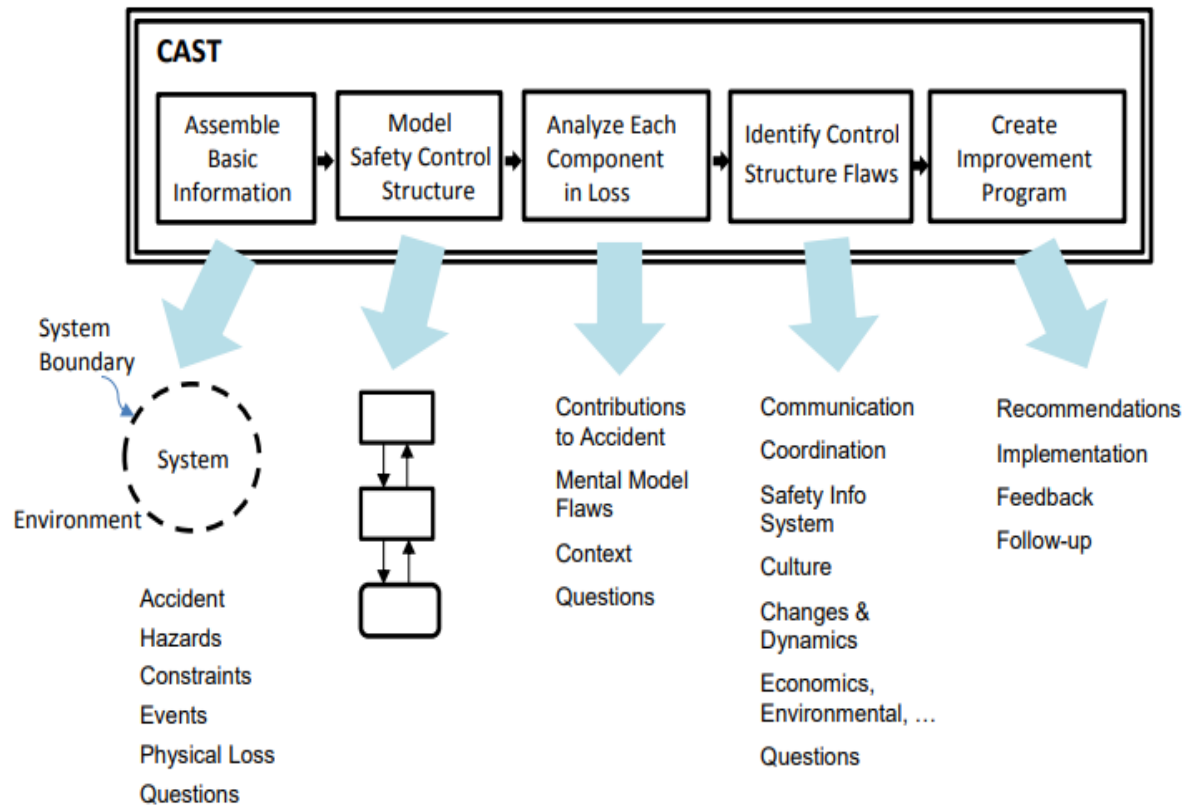 CAST
Assemble
Basic
Information
Model
Safety Control
Structure
Analyze Each
Component
in Loss
Identify Control
Structure Flaws
Create
Improvement
Program
System
Boundary
System
Environment
Accident
Hazards
Constraints
Events
Physical Loss
Questions
Contributions
to Accident
Mental Model
Flaws
Context
Questions
Communication
Coordination
Safety Info
System
Culture
Changes &
Dynamics
Economics,
Environmental, …
Questions
Recommendations
Implementation
Feedback
Follow-up